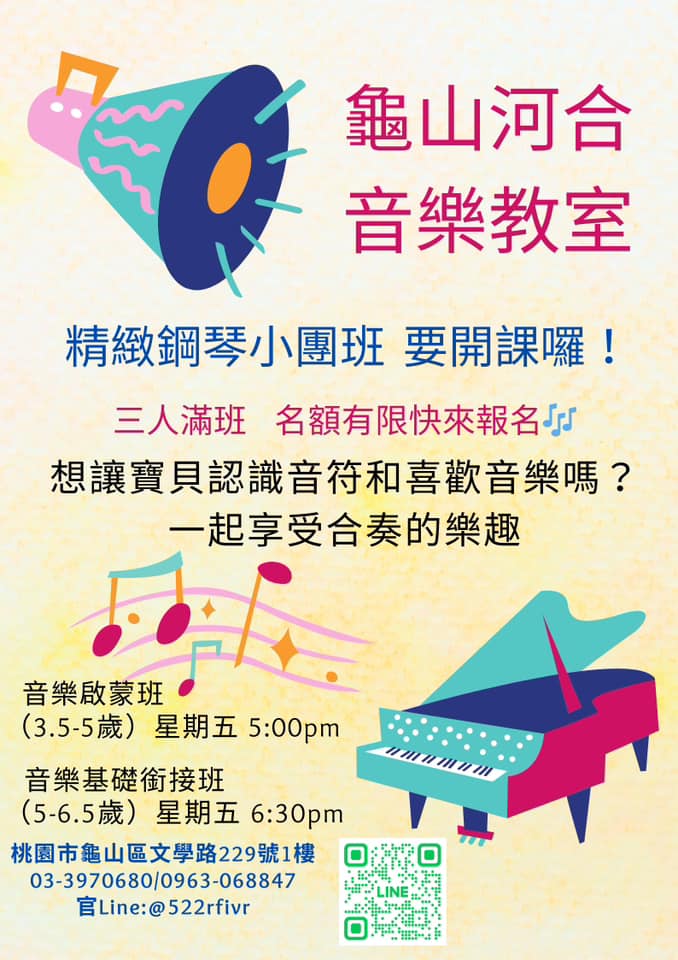 龜山河合
音樂教室
精緻鋼琴小團班 要開課囉！
三人滿班 名額有限快來報名🎶
想讓寶貝認識音符和喜歡音樂嗎？
一起享受合奏的樂趣
音樂啟蒙班
（3.5-5歲）星期五 5:00pm
音樂基礎銜接班
（5-6.5歲）星期五 6:30pm
桃園市龜山區文學路229號1樓
03-3970680/0963-068847
官Line:@522rfivr
LINE